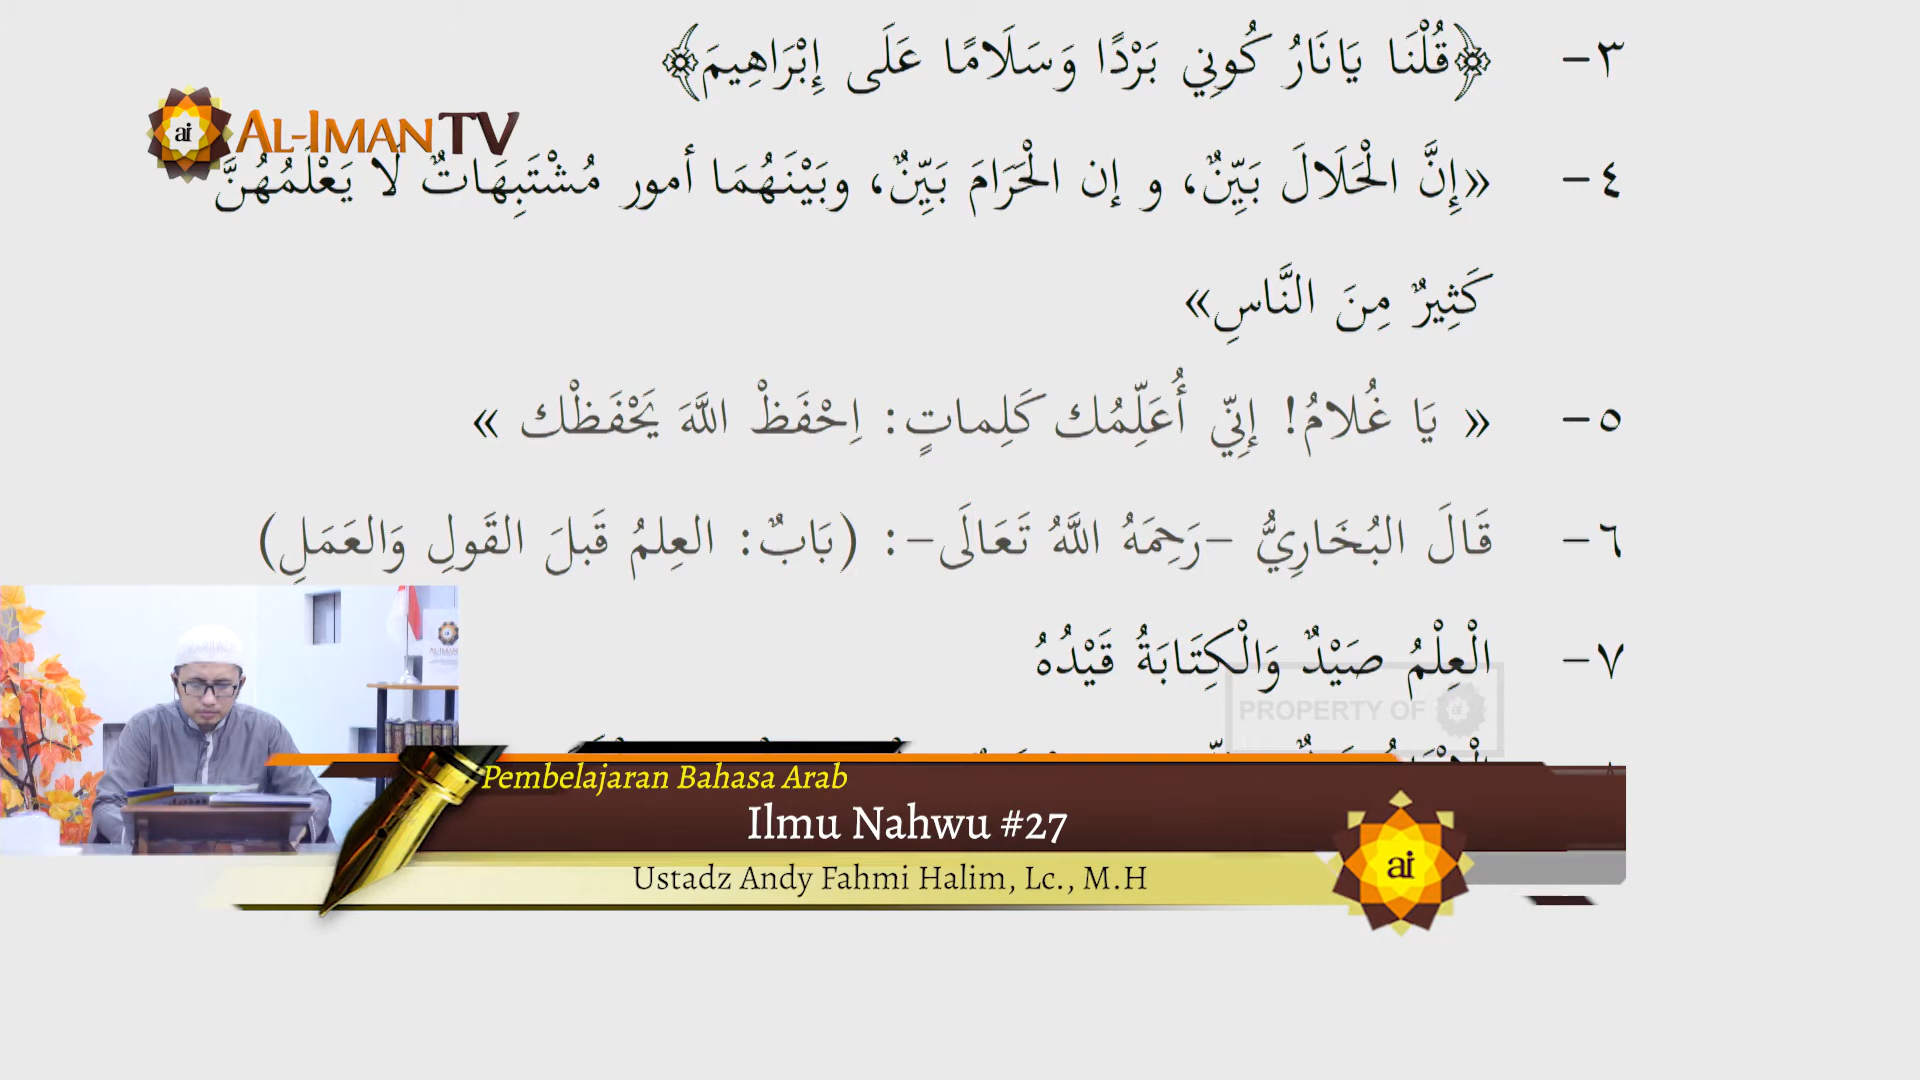 ٣- ﴿قُلْنَا يَانَارُ كُونِي بَرْدًا وَسَلَامًا عَلَى إِبْرَاهِيمَ﴾
AL-IMAN TV
٤- «إِنَّ الْحَلَالَ بَيِّنٌ، و إن الْحَرَامَ بَيِّنٌ، وبَيْنَهُمَا أمور مُشْتَبِهَاتٌ لَا يَعْلَمُهُنَّ
كَثِيرٌ مِنَ النَّاسِ»
٥- « يَا غُلامُ! إِنّي أُعَلِّمُك كَلِماتٍ: اِحْفَظْ اللَّهَ يَحْفَظْك »
٦- قَالَ البُخَارِيُّ -رَحِمَهُ اللَّهُ تَعَالَى-: (بَابٌ: العِلمُ قَبلَ القَولِ وَالعَمَلِ)
٧- الْعِلْمُ صَيْدٌ وَالْكِتَابَةُ قَيْدُهُ
PROPERTY OF
Pembelajaran Bahasa Arab
Ilmu Nahwu #27
Ustadz Andy Fahmi Halim, Lc., M.H
ai